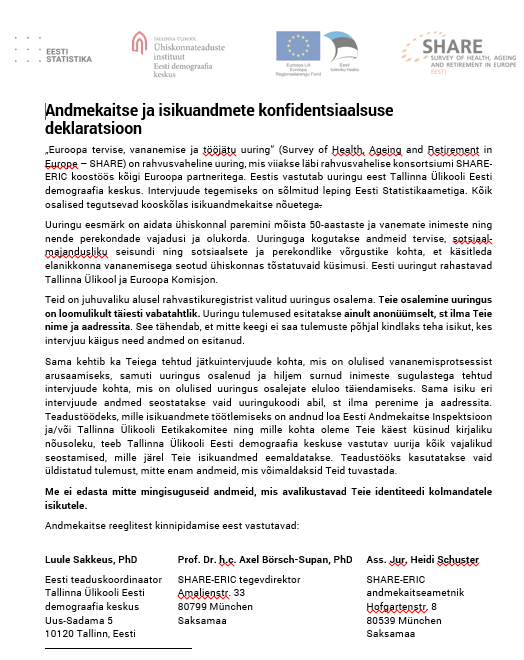 EESTI
STATISTIKA
TALLINNA ÜLIKOOL
Ühiskonnateaduste
instituut
Eesti demograafia
keskus
Euroopa Liit
Euroopa
Regionaalarengu Fond
Eesti
tuleviku heaks
SHARE
SURVEY OF HEALTH, AGEING
AND RETIREMENT IN EUROPE
EESTI
Andmekaitse ja isikuandmete konfidentsiaalsuse
deklaratsioon
„Euroopa tervise, vananemise ja tööjätu uuring” (Survey of Health, Ageing and Retirement in
Europe – SHARE) on rahvusvaheline uuring, mis viiakse läbi rahvusvahelise konsortsiumi SHARE-
ERIC koostöös kõigi Euroopa partneritega. Eestis vastutab uuringu eest Tallinna Ülikooli Eesti
demograafia keskus. Intervjuude tegemiseks on sõlmitud leping Eesti Statistikaametiga. Kõik
osalised tegutsevad kooskõlas isikuandmekaitse nõuetega.
Uuringu eesmärk on aidata ühiskonnal paremini mõista 50-aastaste ja vanemate inimeste ning
nende perekondade vajadusi ja olukorda. Uuringuga kogutakse andmeid tervise, sotsiaal-
majandusliku seisundi ning sotsiaalsete ja perekondlike võrgustike kohta, et käsitleda
elanikkonna vananemisega seotud ühiskonnas tõstatuvaid küsimusi. Eesti uuringut rahastavad
Tallinna Ülikool ja Euroopa Komisjon.
Teid on juhuvaliku alusel rahvastikuregistrist valitud uuringus osalema. Teie osalemine uuringus
on loomulikult täiesti vabatahtlik. Uuringu tulemused esitatakse ainult anonüümselt, st ilma Teie
nime ja aadressita. See tähendab, et mitte keegi ei saa tulemuste põhjal kindlaks teha isikut, kes
intervjuu käigus need andmed on esitanud.
Sama kehtib ka Teiega tehtud jätkuintervjuude kohta, mis on olulised vananemisprotsessist
arusaamiseks, samuti uuringus osalenud ja hiljem surnud inimeste sugulastega tehtud
intervjuude kohta, mis on olulised uuringus osalejate eluloo täiendamiseks. Sama isiku eri
intervjuude andmed seostatakse vaid uuringukoodi abil, st ilma perenime ja aadressita.
Teadustöödeks, mille isikuandmete töötlemiseks on andnud loa Eesti Andmekaitse Inspektsioon
ja/või Tallinna Ülikooli Eetikakomitee ning mille kohta oleme Teie käest küsinud kirjaliku
nõusoleku, teeb Tallinna Ülikooli Eesti demograafia keskuse vastutav uurija kõik vajalikud
seostamised, mille järel Teie isikuandmed eemaldatakse. Teadustööks kasutatakse vaid
üldistatud tulemust, mitte enam andmeid, mis võimaldaksid Teid tuvastada.
Me ei edasta mitte mingisuguseid andmeid, mis avalikustavad Teie identiteedi kolmandatele
isikutele.
Andmekaitse reeglitest kinnipidamise eest vastutavad:
Luule Sakkeus, PhD
Eesti teaduskoordinaator
Tallinna Ülikooli Eesti
demograafia keskus
Uus-Sadama 5
10120 Tallinn, Eesti
Prof. Dr. h.c. Axel Börsch-Supan, PhD
SHARE-ERIC tegevdirektor
Amalienstr. 33
80799 München
Saksamaa
Ass. Jur, Heidi Schuster
SHARE-ERIC
andmekaitseametnik
Hofgartenstr. 8
80539 München
Saksamaa